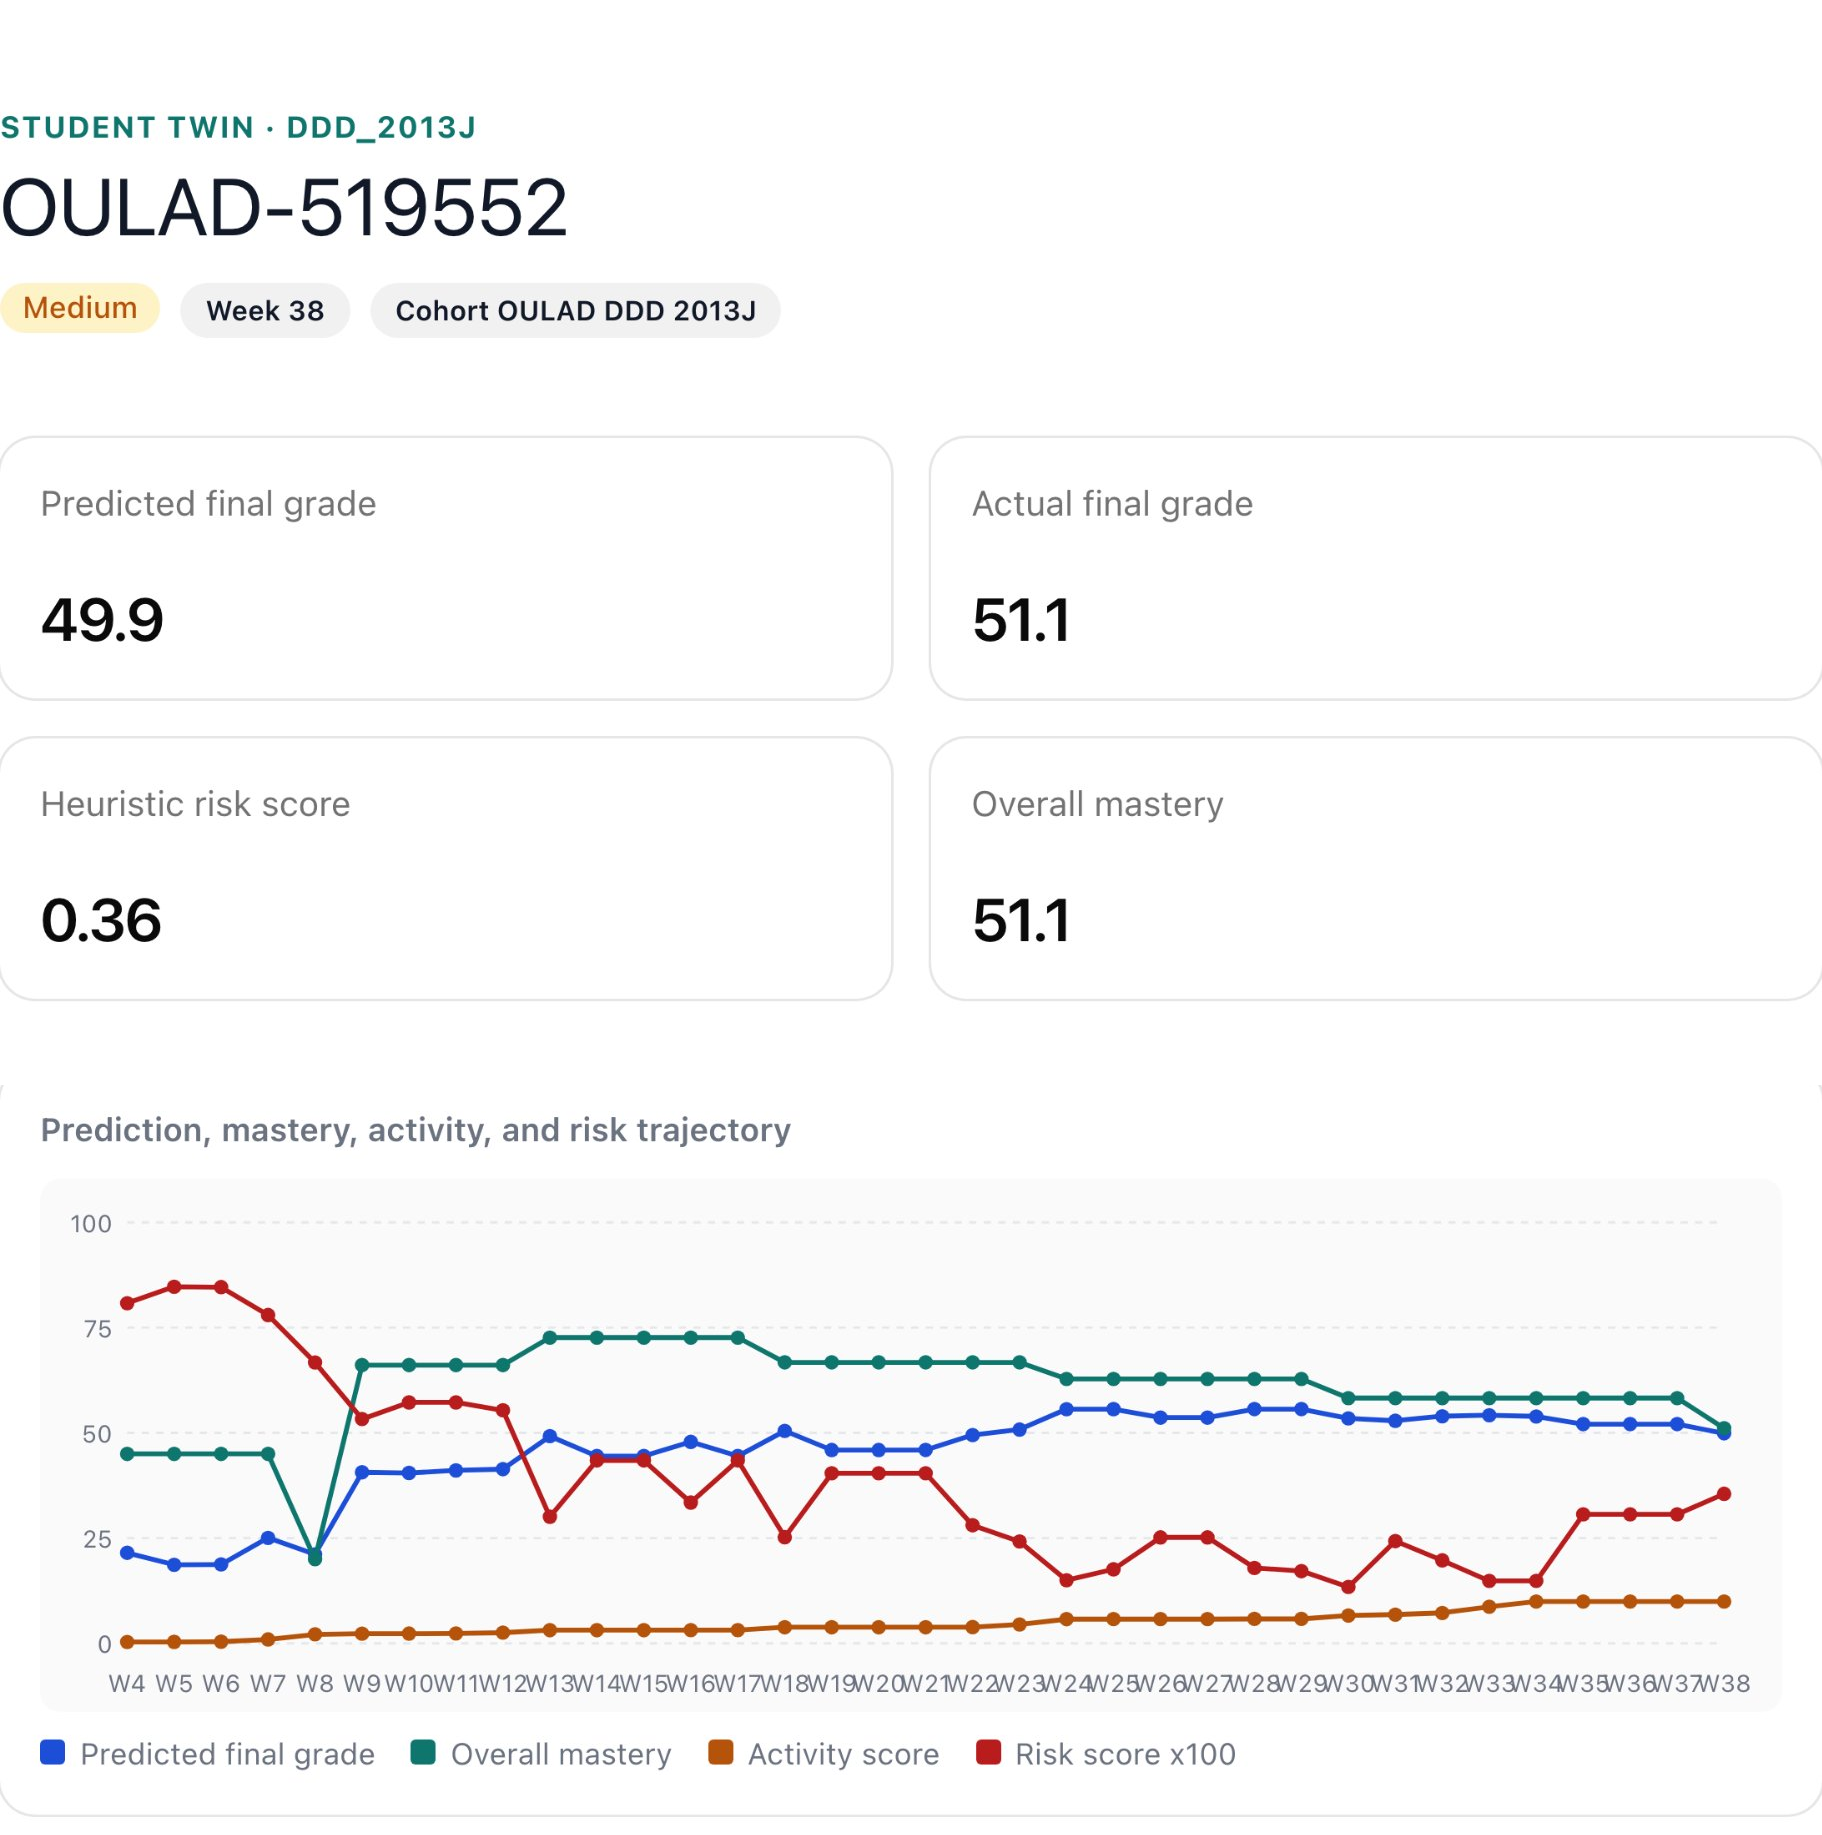 STUDENT TWIN · DDD_2013J
OULAD-519552
Medium Week 38 Cohort OULAD DDD 2013J
Predicted final grade
49.9
Actual final grade
51.1
Heuristic risk score
0.36
Overall mastery
51.1
Prediction, mastery, activity, and risk trajectory
100
75
50
25
0
W4 W5 W6 W7 W8 W9 W10 W11 W12 W13 W14 W15 W16 W17 W18 W19 W20 W21 W22 W23 W24 W25 W26 W27 W28 W29 W30 W31 W32 W33 W34 W35 W36 W37 W38
Predicted final grade Overall mastery Activity score Risk score x100